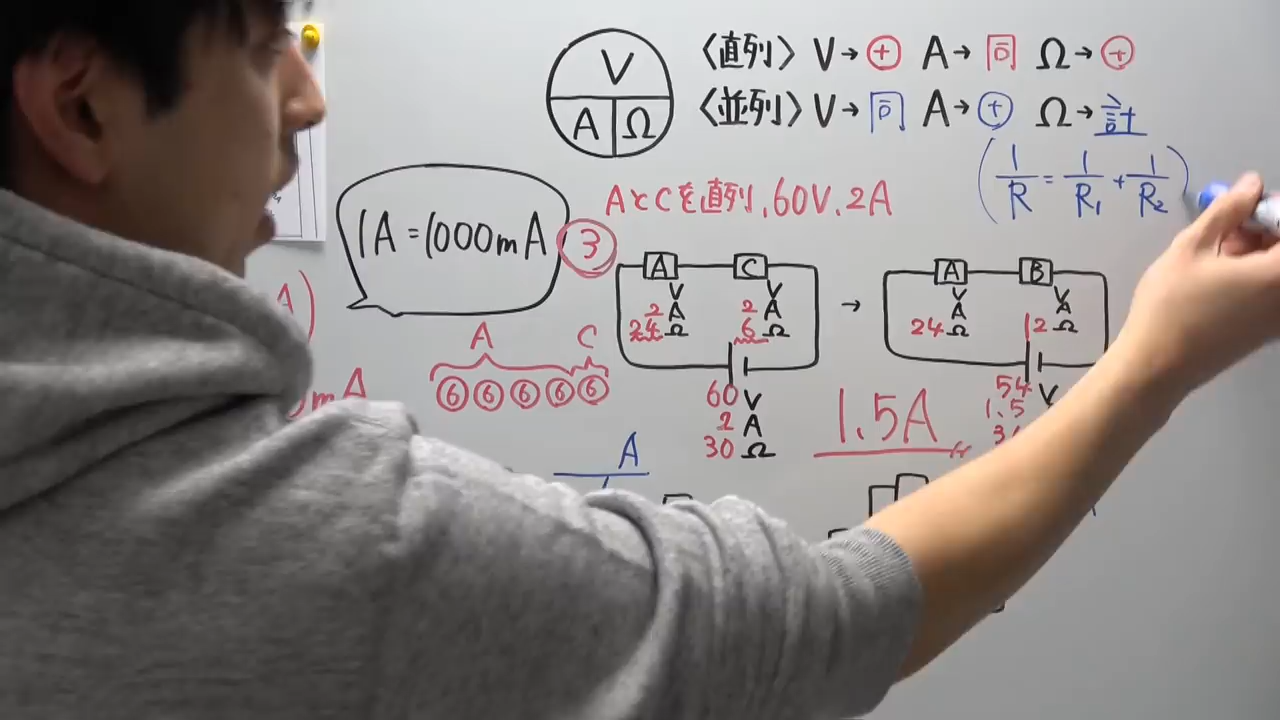 V
A Ω
〈直列〉V→⊕ A→同 Ω→⊕
〈並列〉V→同 A→⊕ Ω→計
(1/R = 1/R₁ + 1/R₂)
AとCを直列、60V、2A
1A=1000mA
③
A C
V V
2 A 2 A
24 Ω 6 Ω
60 V
2 A
30 Ω
→
A B
V V
A A
24 Ω 12 Ω
54 V
1.5
A)
mA
A C
⑥⑥⑥⑥⑥
1.5A
A